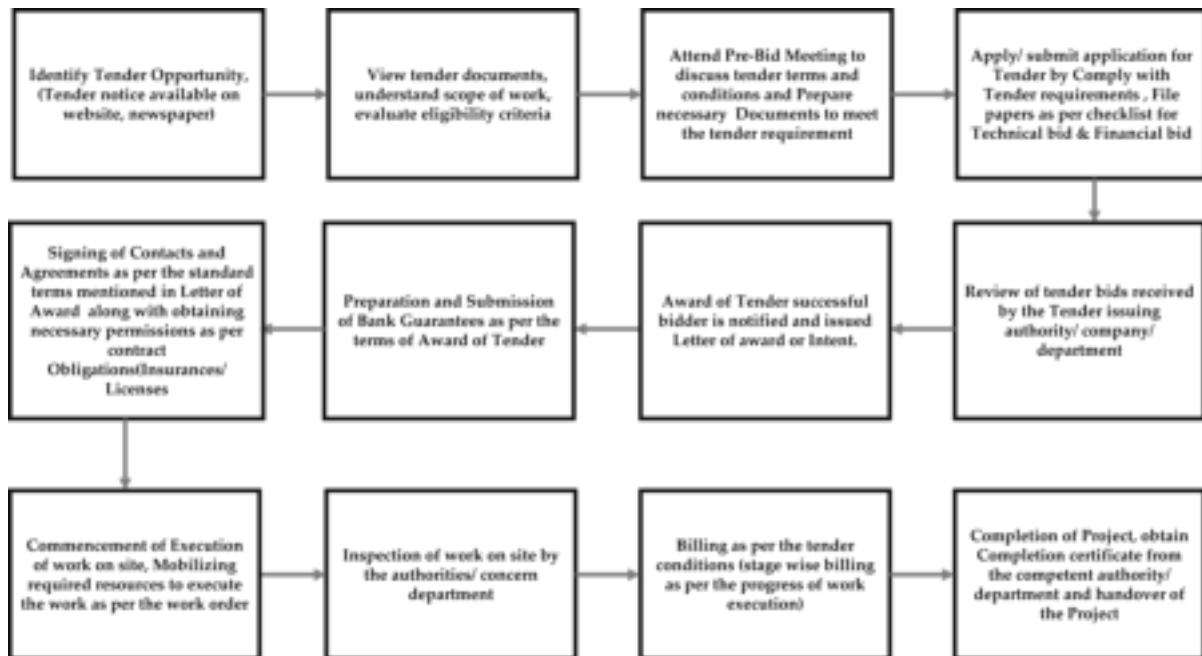 Identify Tender Opportunity,
(Tender notice available on
website, newspaper)
View tender documents,
understand scope of work,
evaluate eligibility criteria
Attend Pre-Bid Meeting to
discuss tender terms and
conditions and Prepare
necessary Documents to meet
the tender requirement
Apply/ submit application for
Tender by Comply with
Tender requirements , File
papers as per checklist for
Technical bid & Financial bid
Review of tender bids received
by the Tender issuing
authority/ company/
department
Award of Tender successful
bidder is notified and issued
Letter of award or Intent.
Preparation and Submission
of Bank Guarantees as per the
terms of Award of Tender
Signing of Contacts and
Agreements as per the standard
terms mentioned in Letter of
Award along with obtaining
necessary permissions as per
contract
Obligations(Insurances/
Licenses
Commencement of Execution
of work on site, Mobilizing
required resources to execute
the work as per the work order
Inspection of work on site by
the authorities/ concern
department
Billing as per the tender
conditions (stage wise billing
as per the progress of work
execution)
Completion of Project, obtain
Completion certificate from
the competent authority/
department and handover of
the Project